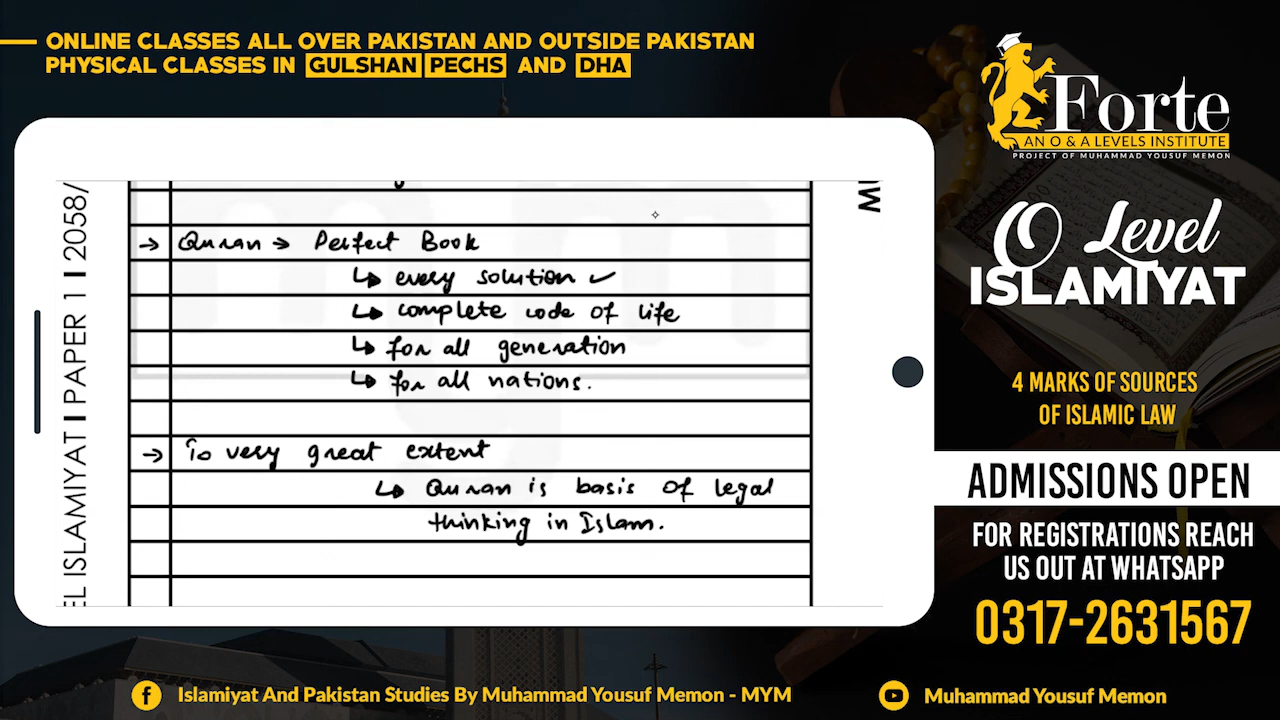 ONLINE CLASSES ALL OVER PAKISTAN AND OUTSIDE PAKISTAN
PHYSICAL CLASSES IN GULSHAN PECHS AND DHA
Forte
AN O & A LEVELS INSTITUTE
PROJECT OF MUHAMMAD YOUSUF MEMON
EL ISLAMIYAT I PAPER 1 I 2058/
→ Quran → Perfect Book
↳ every solution ✓
↳ complete code of life
↳ for all generation
↳ for all nations.
→ To very great extent
↳ Quran is basis of legal
thinking in Islam.
O Level
ISLAMIYAT
4 MARKS OF SOURCES
OF ISLAMIC LAW
ADMISSIONS OPEN
FOR REGISTRATIONS REACH
US OUT AT WHATSAPP
0317-2631567
Islamiyat And Pakistan Studies By Muhammad Yousuf Memon - MYM
Muhammad Yousuf Memon